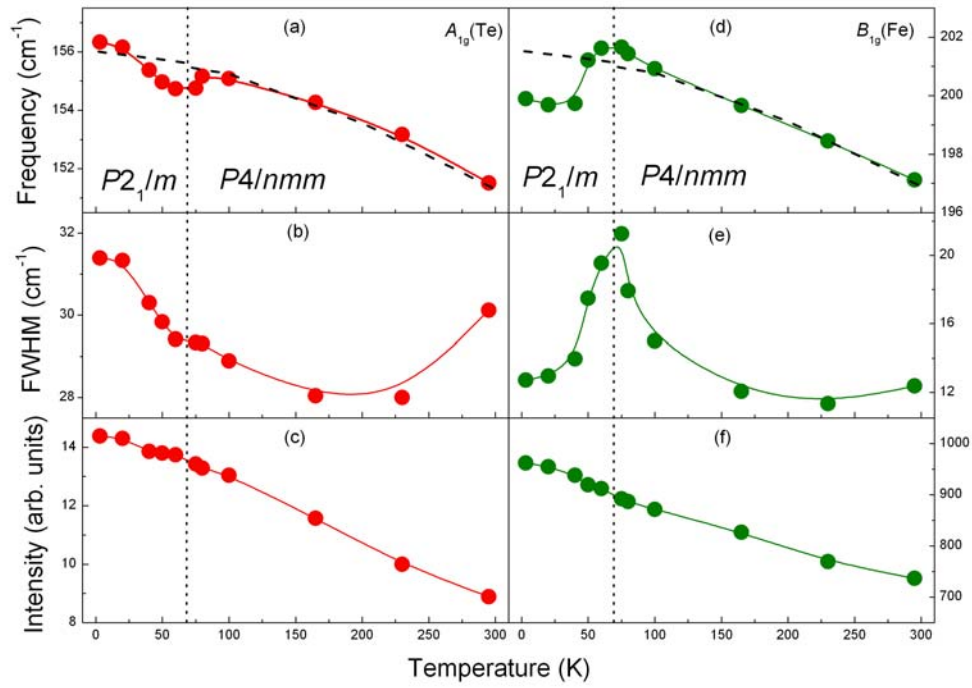 (a)
A1g(Te)
(d)
B1g(Fe)
Frequency (cm-1)
156
154
152
P21/m
P4/nmm
P21/m
P4/nmm
202
200
198
196
(b)
(e)
FWHM (cm-1)
32
30
28
20
16
12
(c)
(f)
Intensity (arb. units)
14
12
10
8
1000
900
800
700
0 50 100 150 200 250 300 0 50 100 150 200 250 300
Temperature (K)